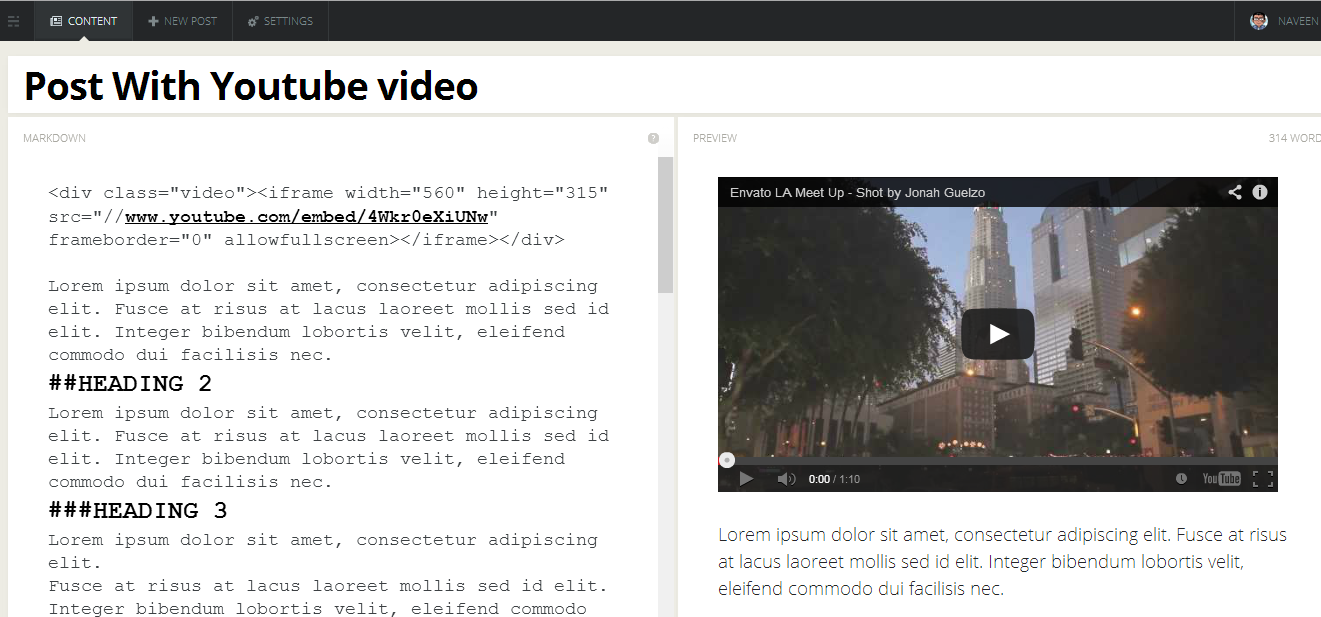 CONTENT
NEW POST
SETTINGS
NAVEEN
Post With Youtube video
MARKDOWN
?
<div class="video"><iframe width="560" height="315"
src="//www.youtube.com/embed/4Wkr0eXiUNw"
frameborder="0" allowfullscreen></iframe></div>
Lorem ipsum dolor sit amet, consectetur adipiscing
elit. Fusce at risus at lacus laoreet mollis sed id
elit. Integer bibendum lobortis velit, eleifend
commodo dui facilisis nec.
##HEADING 2
Lorem ipsum dolor sit amet, consectetur adipiscing
elit. Fusce at risus at lacus laoreet mollis sed id
elit. Integer bibendum lobortis velit, eleifend
commodo dui facilisis nec.
###HEADING 3
Lorem ipsum dolor sit amet, consectetur adipiscing
elit.
Fusce at risus at lacus laoreet mollis sed id elit.
Integer bibendum lobortis velit, eleifend commodo
PREVIEW
314 WORD
Envato LA Meet Up - Shot by Jonah Guelzo
0:00 / 1:10
YouTube
Lorem ipsum dolor sit amet, consectetur adipiscing elit. Fusce at risus
at lacus laoreet mollis sed id elit. Integer bibendum lobortis velit,
eleifend commodo dui facilisis nec.